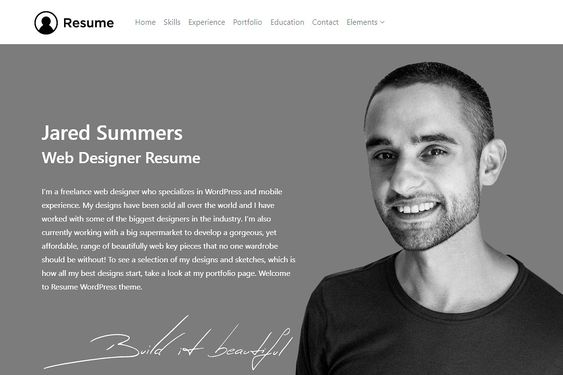 Resume
Home Skills Experience Portfolio Education Contact Elements
Jared Summers
Web Designer Resume
I'm a freelance web designer who specializes in WordPress and mobile
experience. My designs have been sold all over the world and I have
worked with some of the biggest designers in the industry. I'm also
currently working with a big supermarket to develop a gorgeous, yet
affordable, range of beautifully web key pieces that no one wardrobe
should be without! To see a selection of my designs and sketches, which is
how all my best designs start, take a look at my portfolio page. Welcome
to Resume WordPress theme.
Build it beautiful